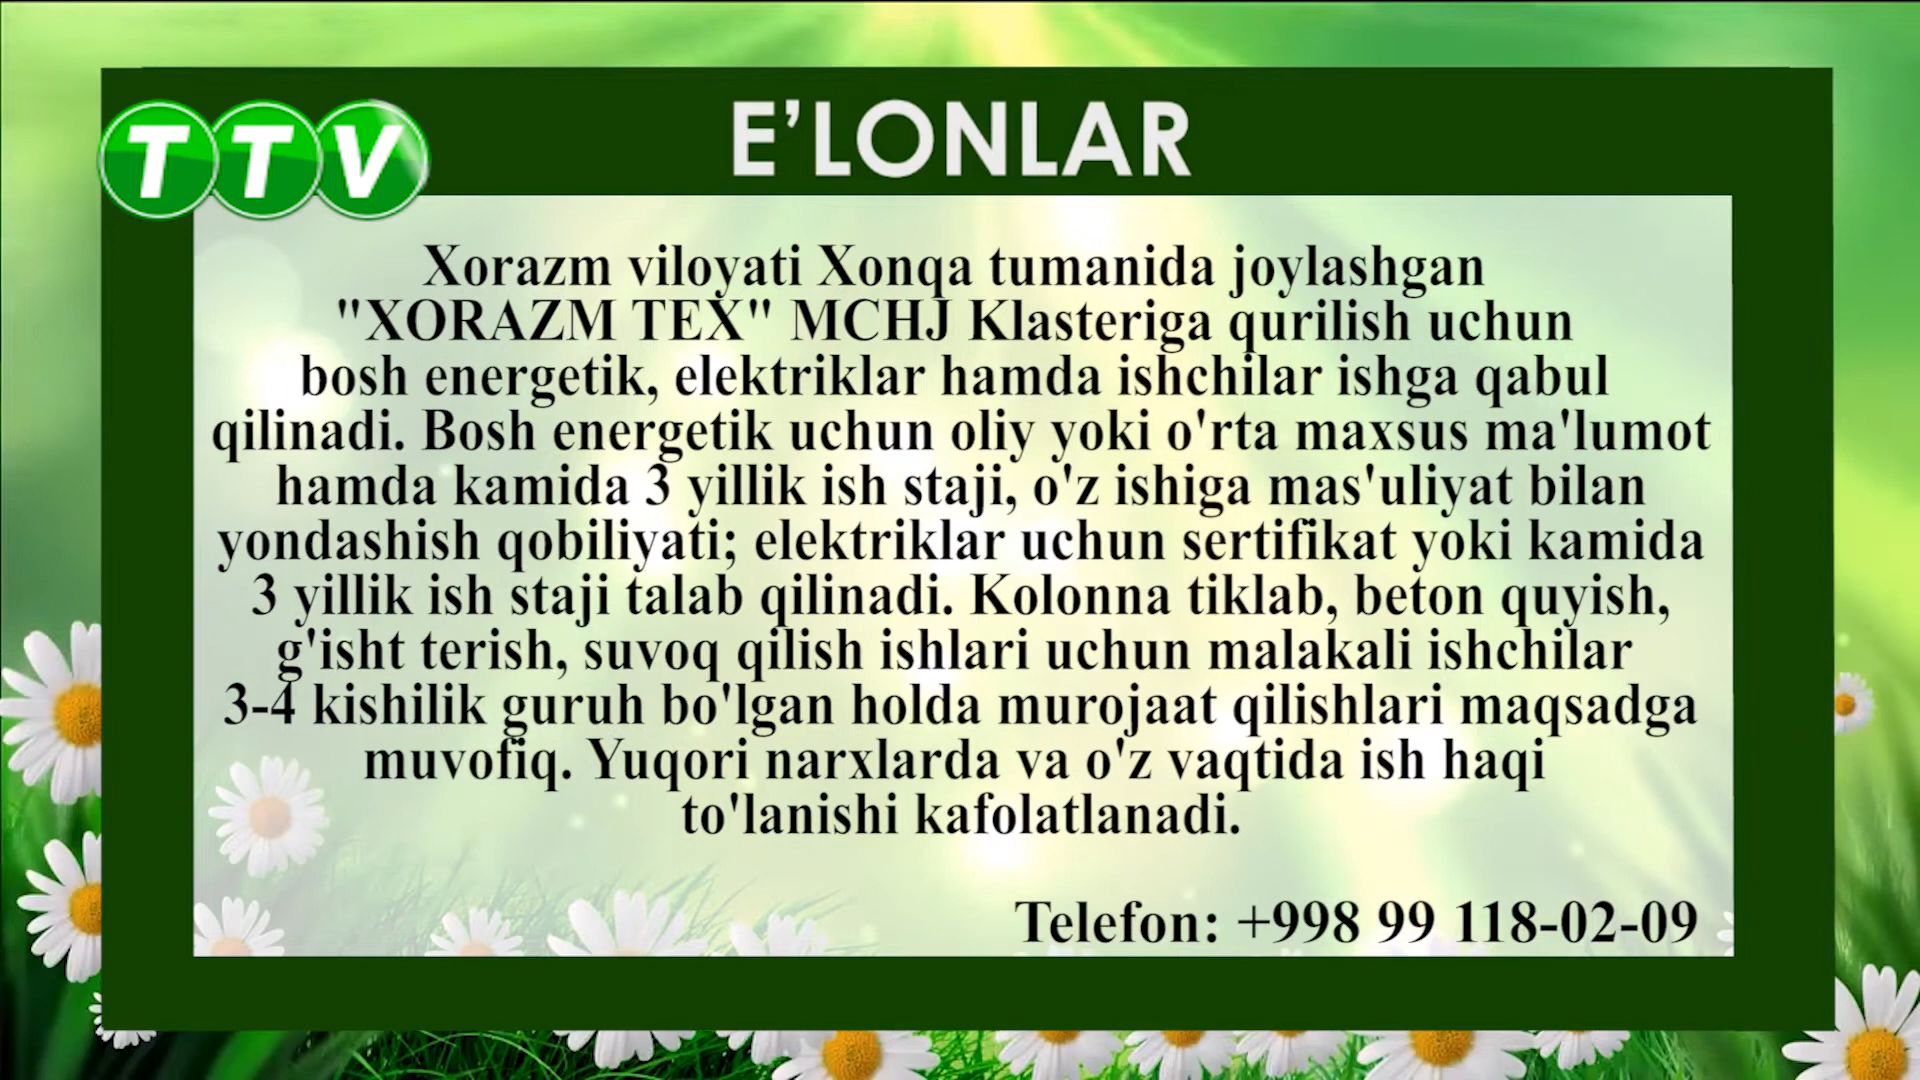 TTV
E’LONLAR
Xorazm viloyati Xonqa tumanida joylashgan
"XORAZM TEX" MCHJ Klasteriga qurilish uchun
bosh energetik, elektriklar hamda ishchilar ishga qabul
qilinadi. Bosh energetik uchun oliy yoki o'rta maxsus ma'lumot
hamda kamida 3 yillik ish staji, o'z ishiga mas'uliyat bilan
yondashish qobiliyati; elektriklar uchun sertifikat yoki kamida
3 yillik ish staji talab qilinadi. Kolonna tiklab, beton quyish,
g'isht terish, suvoq qilish ishlari uchun malakali ishchilar
3-4 kishilik guruh bo'lgan holda murojaat qilishlari maqsadga
muvofiq. Yuqori narxlarda va o'z vaqtida ish haqi
to'lanishi kafolatlanadi.
Telefon: +998 99 118-02-09